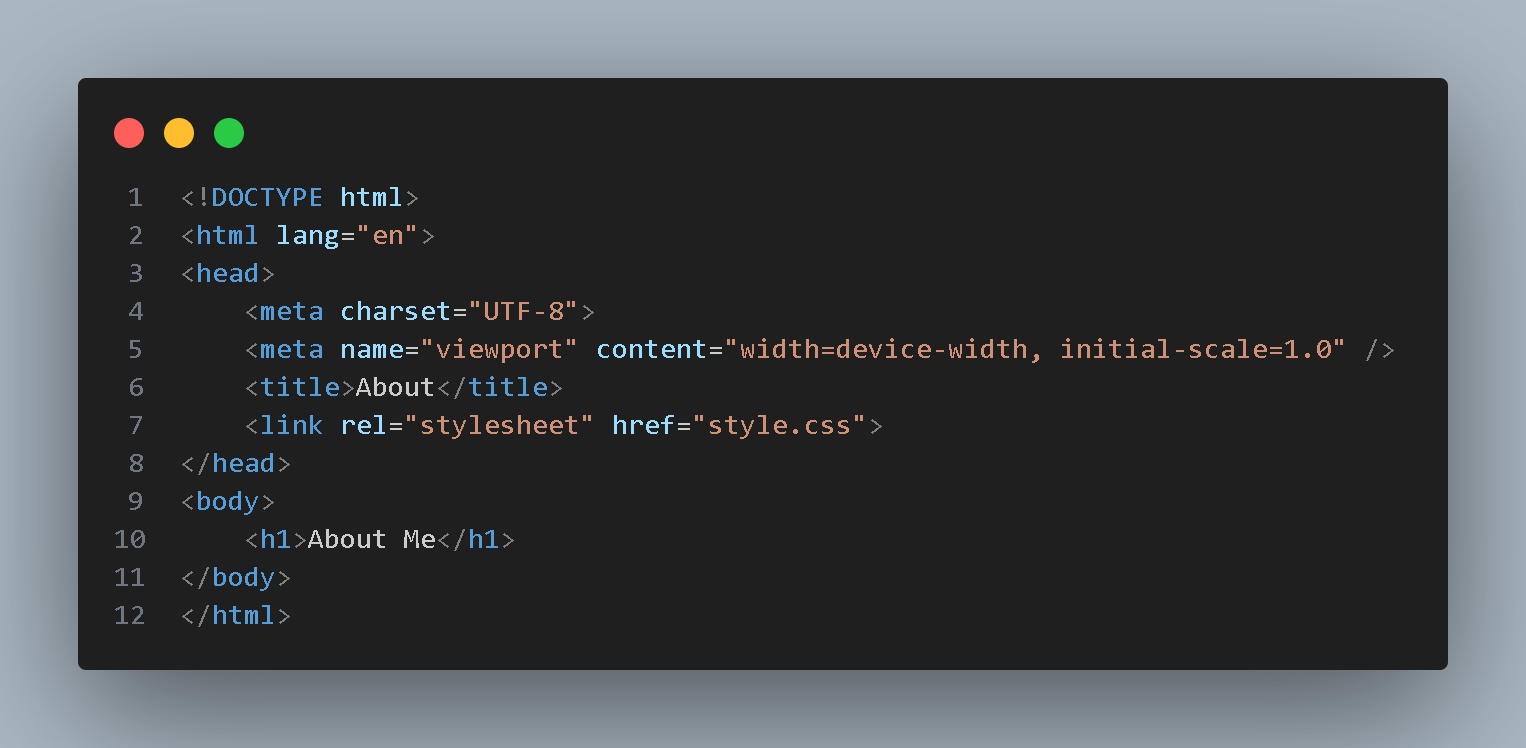 1 <!DOCTYPE html>
2 <html lang="en">
3 <head>
4     <meta charset="UTF-8">
5     <meta name="viewport" content="width=device-width, initial-scale=1.0" />
6     <title>About</title>
7     <link rel="stylesheet" href="style.css">
8 </head>
9 <body>
10     <h1>About Me</h1>
11 </body>
12 </html>